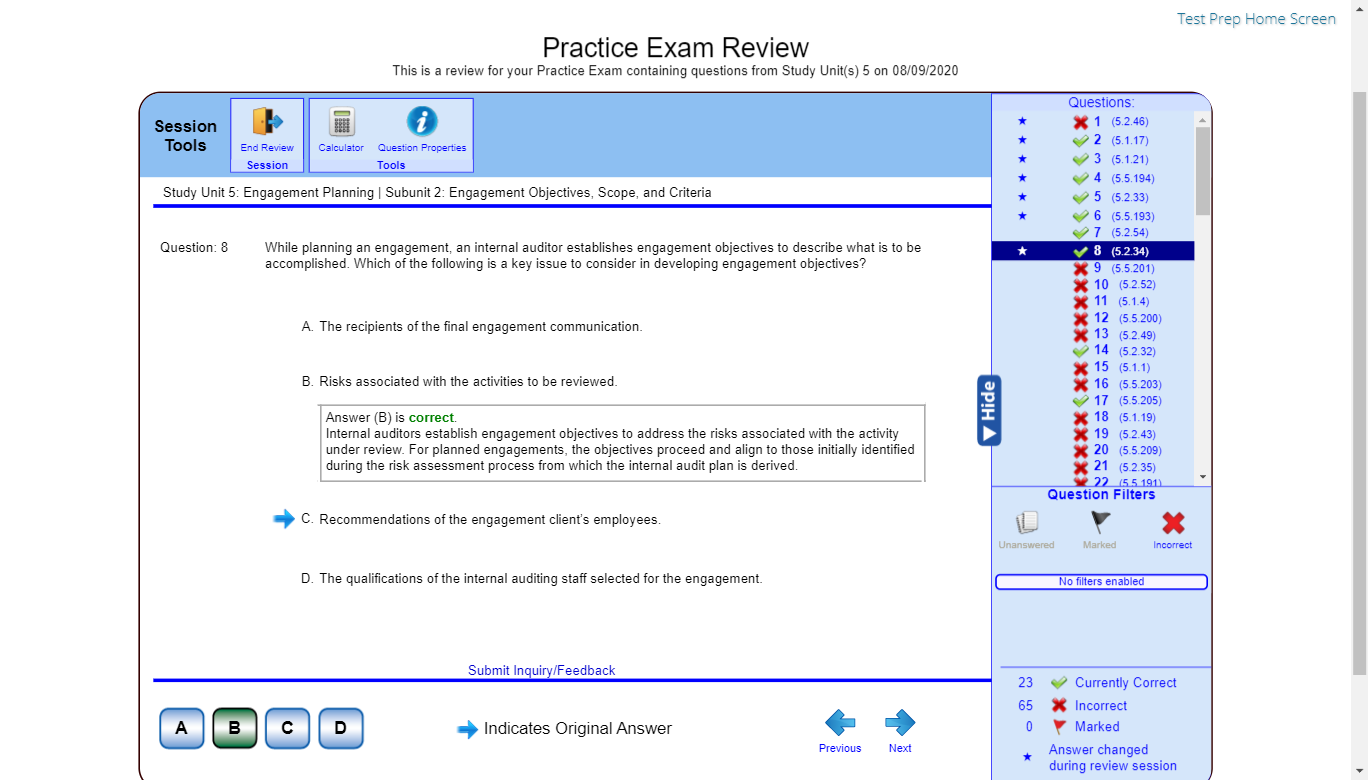 Test Prep Home Screen
Practice Exam Review
This is a review for your Practice Exam containing questions from Study Unit(s) 5 on 08/09/2020
Session
Tools
End Review
Session
Calculator
Question Properties
Tools
Study Unit 5: Engagement Planning | Subunit 2: Engagement Objectives, Scope, and Criteria
Question: 8
While planning an engagement, an internal auditor establishes engagement objectives to describe what is to be
accomplished. Which of the following is a key issue to consider in developing engagement objectives?
A. The recipients of the final engagement communication.
B. Risks associated with the activities to be reviewed.
Answer (B) is correct.
Internal auditors establish engagement objectives to address the risks associated with the activity
under review. For planned engagements, the objectives proceed and align to those initially identified
during the risk assessment process from which the internal audit plan is derived.
C. Recommendations of the engagement client's employees.
D. The qualifications of the internal auditing staff selected for the engagement.
Submit Inquiry/Feedback
A B C D
Indicates Original Answer
Previous
Next
Hide
Questions:
1 (5.2.46)
2 (5.1.17)
3 (5.1.21)
4 (5.5.194)
5 (5.2.33)
6 (5.5.193)
7 (5.2.54)
8 (5.2.34)
9 (5.5.201)
10 (5.2.52)
11 (5.1.4)
12 (5.5.200)
13 (5.2.49)
14 (5.2.32)
15 (5.1.1)
16 (5.5.203)
17 (5.5.205)
18 (5.1.19)
19 (5.2.43)
20 (5.5.209)
21 (5.2.35)
22 (5.5.191)
Question Filters
Unanswered
Marked
Incorrect
No filters enabled
23 Currently Correct
65 Incorrect
0 Marked
Answer changed
during review session